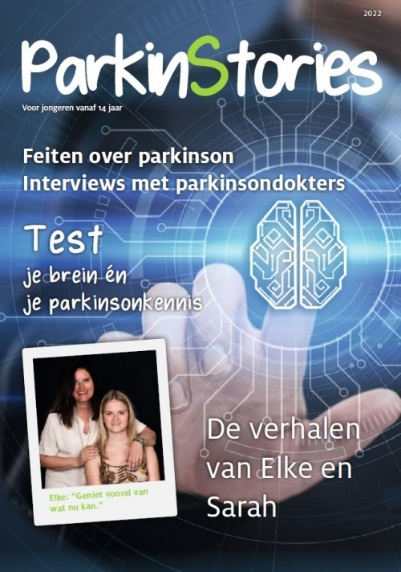 2022
ParkinStories
Voor jongeren vanaf 14 jaar
Feiten over parkinson
Interviews met parkinsondokters
Test
je brein én
je parkinsonkennis
De verhalen
van Elke en
Sarah
Elke: “Geniet vooral van
wat nu kan.”